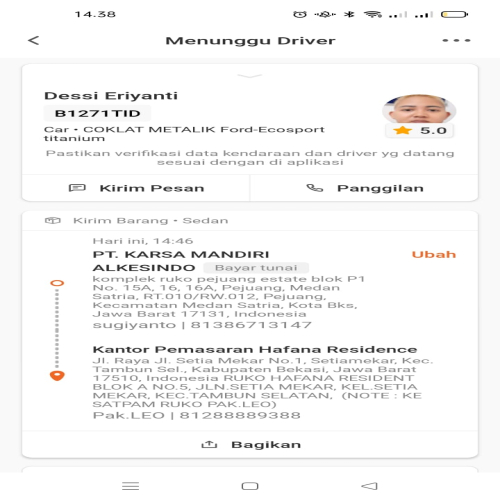 14.38
Menunggu Driver
Dessi Eriyanti
B1271TID
Car • COKLAT METALIK Ford-Ecosport
titanium
5.0
Pastikan verifikasi data kendaraan dan driver yg datang
sesuai dengan di aplikasi
Kirim Pesan
Panggilan
Kirim Barang • Sedan
Hari ini, 14:46
PT. KARSA MANDIRI
ALKESINDO Bayar tunai
Ubah
komplek ruko pejuang estate blok P1
No. 15A, 16, 16A, Pejuang, Medan
Satria, RT.010/RW.012, Pejuang,
Kecamatan Medan Satria, Kota Bks,
Jawa Barat 17131, Indonesia
sugiyanto | 81386713147
Kantor Pemasaran Hafana Residence
Jl. Raya Jl. Setia Mekar No.1, Setiamekar, Kec.
Tambun Sel., Kabupaten Bekasi, Jawa Barat
17510, Indonesia RUKO HAFANA RESIDENT
BLOK A NO.5, JLN.SETIA MEKAR, KEL.SETIA
MEKAR, KEC.TAMBUN SELATAN, (NOTE : KE
SATPAM RUKO PAK.LEO)
Pak.LEO | 81288889388
Bagikan